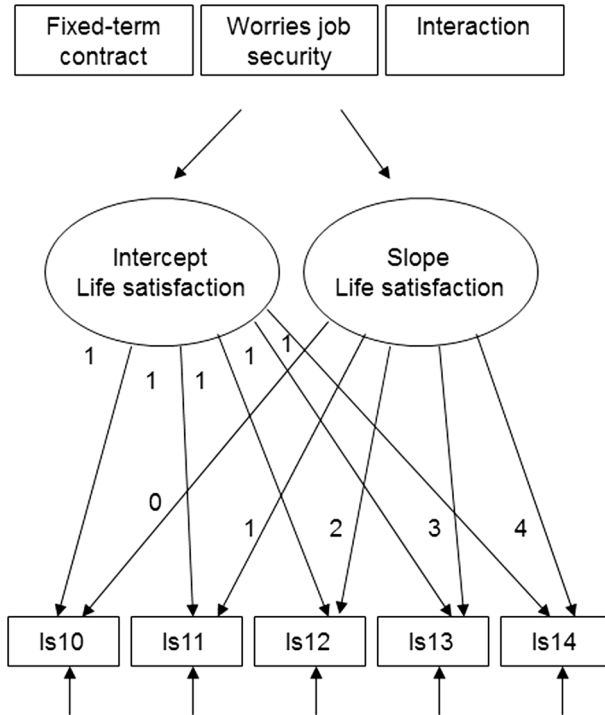 Fixed-term
contract
Worries job
security
Interaction
Intercept
Life satisfaction
Slope
Life satisfaction
1
1
1
1
1
0
1
2
3
4
ls10
ls11
ls12
ls13
ls14